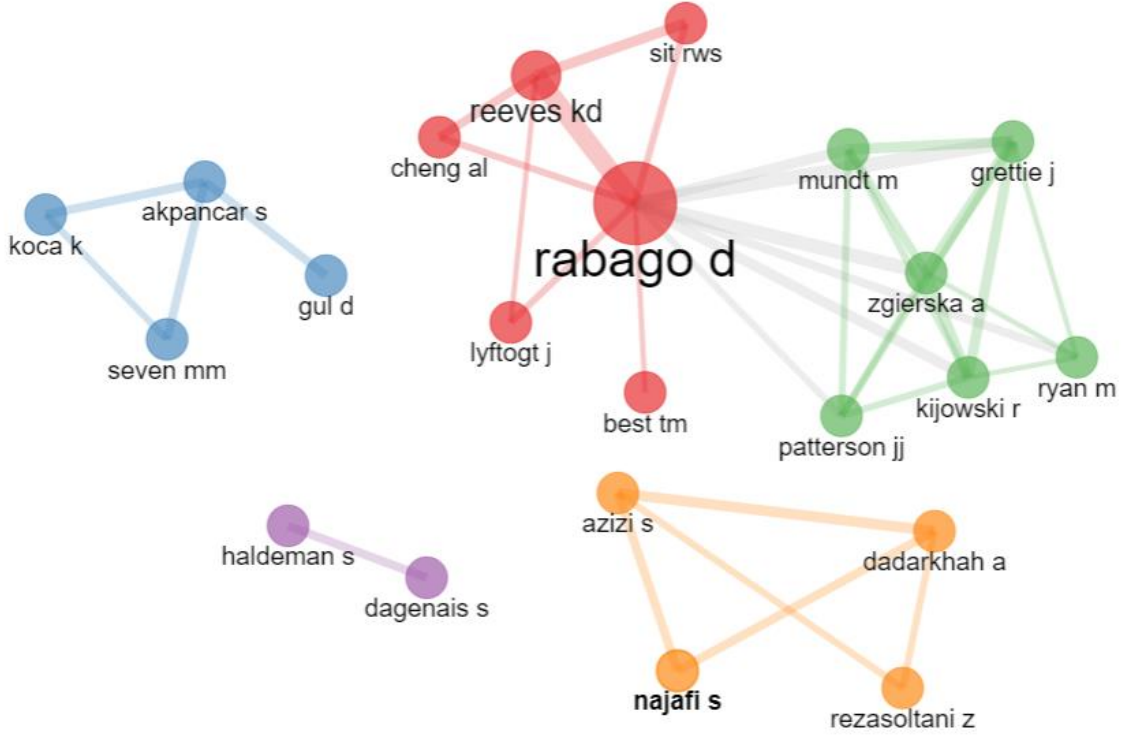 sit rws
reeves kd
cheng al
mundt m
grettie j
akpancar s
koca k
rabago d
gul d
zgierska a
lyftogt j
seven mm
ryan m
kijowski r
best tm
patterson jj
azizi s
haldeman s
dadarkhah a
dagenais s
najafi s
rezasoltani z